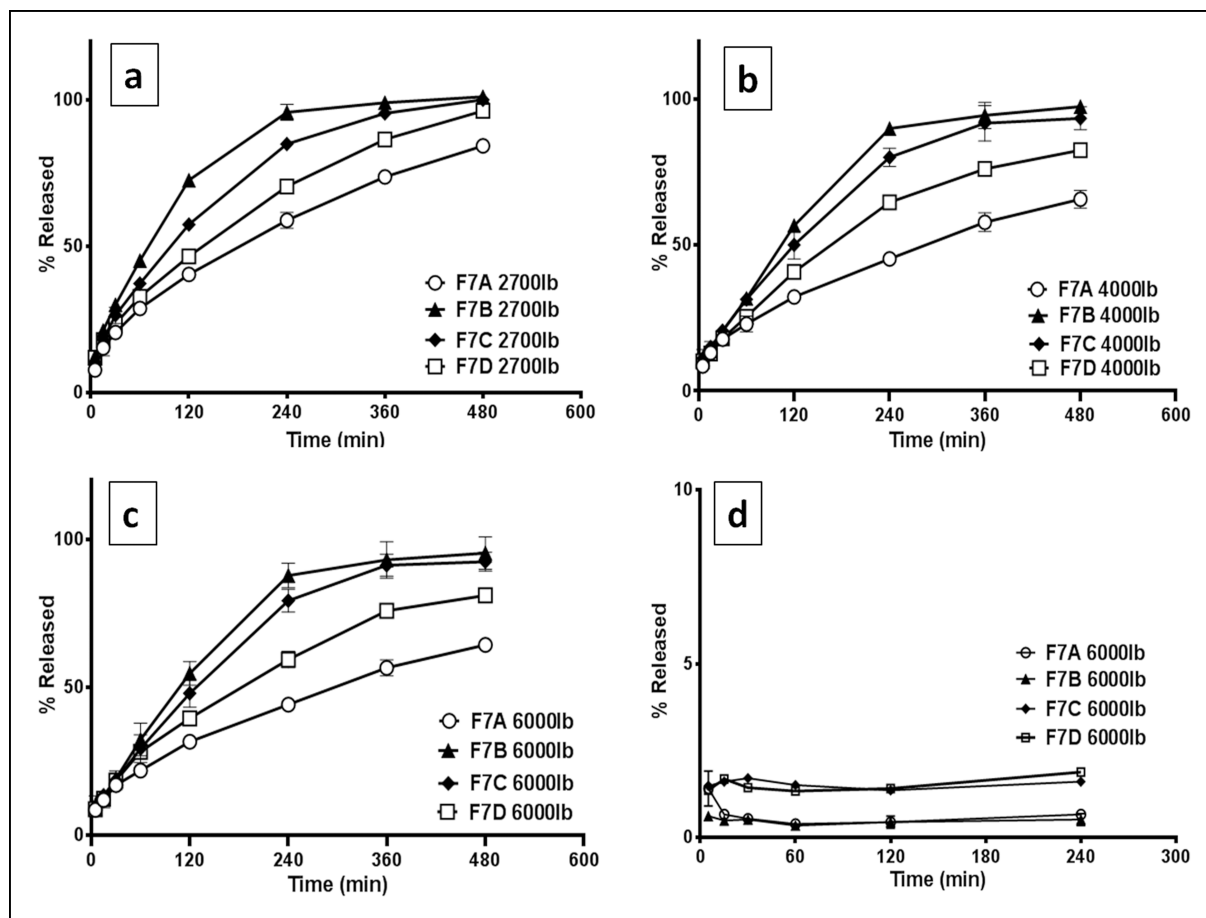 a
100
50
0
% Released
F7A 2700lb
F7B 2700lb
F7C 2700lb
F7D 2700lb
0 120 240 360 480 600
Time (min)
b
100
50
0
% Released
F7A 4000lb
F7B 4000lb
F7C 4000lb
F7D 4000lb
0 120 240 360 480 600
Time (min)
c
100
50
0
% Released
F7A 6000lb
F7B 6000lb
F7C 6000lb
F7D 6000lb
0 120 240 360 480 600
Time (min)
d
10
5
0
% Released
F7A 6000lb
F7B 6000lb
F7C 6000lb
F7D 6000lb
0 60 120 180 240 300
Time (min)